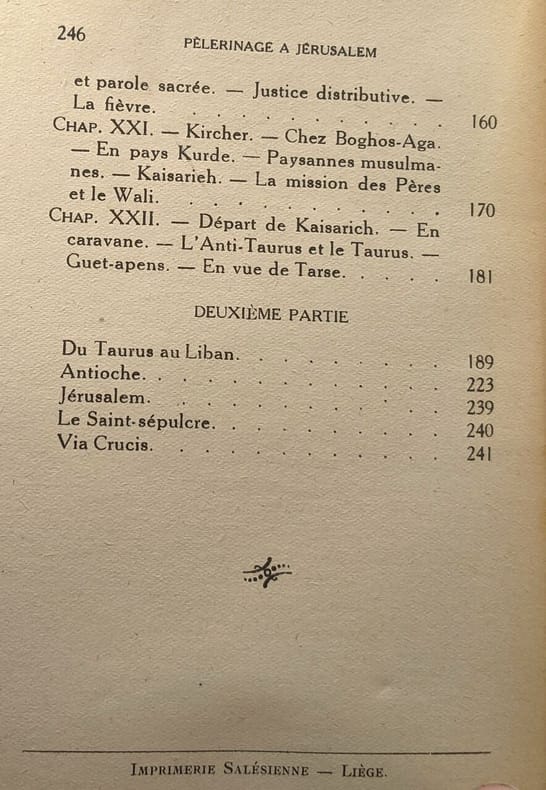 246
PÈLERINAGE A JÉRUSALEM
et parole sacrée. — Justice distributive. —
La fièvre. . . . . . . . . . . . 160
CHAP. XXI. — Kircher. — Chez Boghos-Aga.
— En pays Kurde. — Paysannes musulma-
nes. — Kaisarieh. — La mission des Pères
et le Wali. . . . . . . . . . . . 170
CHAP. XXII. — Départ de Kaisarich. — En
caravane. — L'Anti-Taurus et le Taurus. —
Guet-apens. — En vue de Tarse. . . . . 181
DEUXIÈME PARTIE
Du Taurus au Liban. . . . . . . . . 189
Antioche. . . . . . . . . . . . . 223
Jérusalem. . . . . . . . . . . . 239
Le Saint-sépulcre. . . . . . . . . . 240
Via Crucis. . . . . . . . . . . . 241
IMPRIMERIE SALÉSIENNE — LIÈGE.